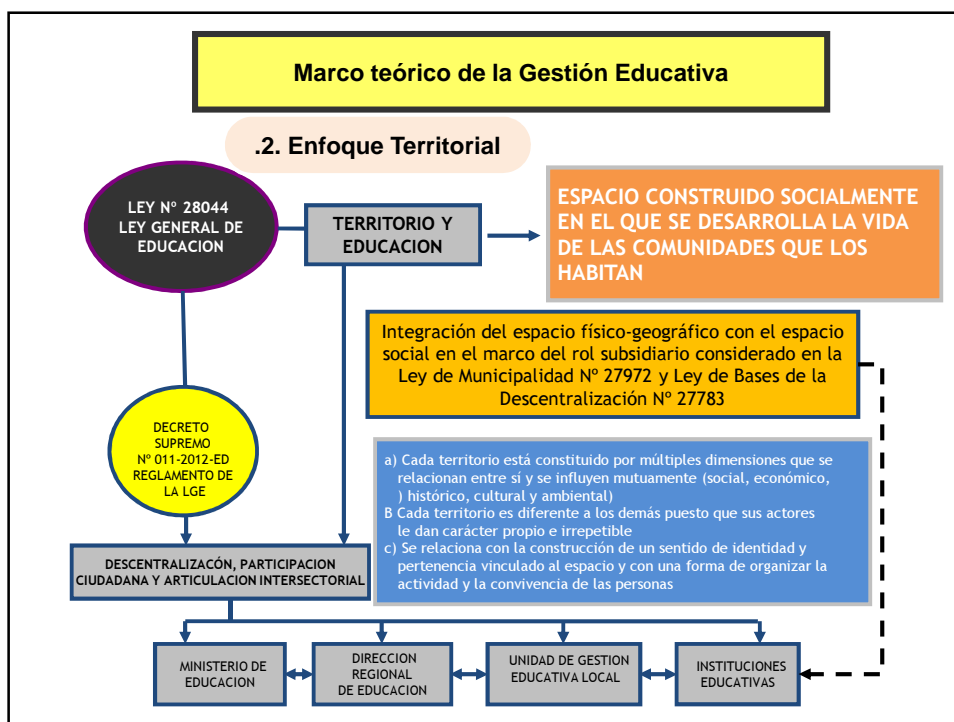 Marco teórico de la Gestión Educativa
.2. Enfoque Territorial
LEY Nº 28044
LEY GENERAL DE
EDUCACION
TERRITORIO Y
EDUCACION
ESPACIO CONSTRUIDO SOCIALMENTE
EN EL QUE SE DESARROLLA LA VIDA
DE LAS COMUNIDADES QUE LOS
HABITAN
Integración del espacio físico-geográfico con el espacio
social en el marco del rol subsidiario considerado en la
Ley de Municipalidad Nº 27972 y Ley de Bases de la
Descentralización Nº 27783
DECRETO
SUPREMO
Nº 011-2012-ED
REGLAMENTO DE
LA LGE
a) Cada territorio está constituido por múltiples dimensiones que se
relacionan entre sí y se influyen mutuamente (social, económico,
) histórico, cultural y ambiental)
B Cada territorio es diferente a los demás puesto que sus actores
le dan carácter propio e irrepetible
c) Se relaciona con la construcción de un sentido de identidad y
pertenencia vinculado al espacio y con una forma de organizar la
actividad y la convivencia de las personas
DESCENTRALIZACÓN, PARTICIPACION
CIUDADANA Y ARTICULACION INTERSECTORIAL
MINISTERIO DE
EDUCACION
DIRECCION
REGIONAL
DE EDUCACION
UNIDAD DE GESTION
EDUCATIVA LOCAL
INSTITUCIONES
EDUCATIVAS